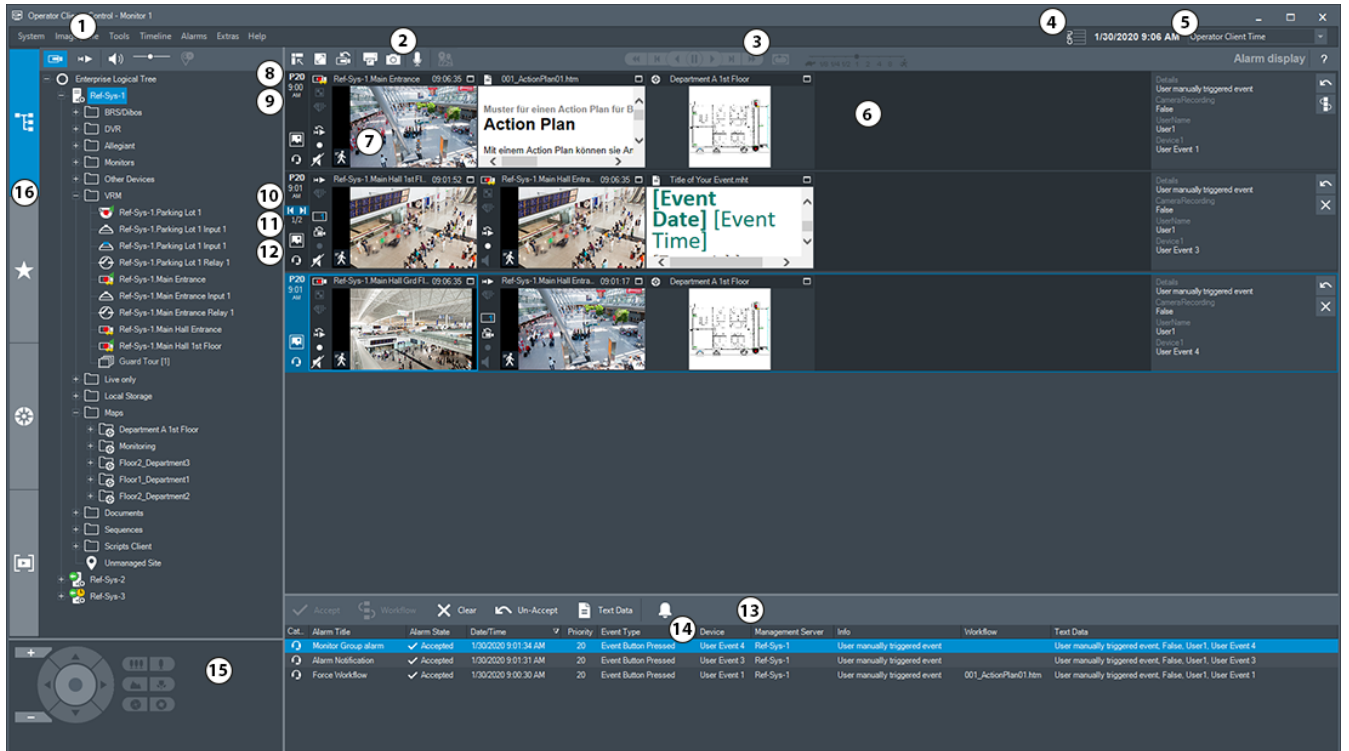 Operator Client
Control - Monitor 1
1
2
3
4
5
System
Tools
Timeline
Alarms
Extras
Help
1/30/2020 9:06 AM
Operator Client Time
Alarm display
?
Enterprise Logical Tree
Ref-Sys-1
BRS/Dibos
DVR
Allegiant
Monitors
Other Devices
VRM
Ref-Sys-1.Parking Lot 1
Ref-Sys-1.Parking Lot 1 Input 1
Ref-Sys-1.Parking Lot 1 Input 1
Ref-Sys-1.Parking Lot 1 Relay 1
Ref-Sys-1.Main Entrance
Ref-Sys-1.Main Entrance Input 1
Ref-Sys-1.Main Entrance Relay 1
Ref-Sys-1.Main Hall Entrance
Ref-Sys-1.Main Hall 1st Floor
Guard Tour [1]
Live only
Local Storage
Maps
Department A 1st Floor
Monitoring
Floor2_Department3
Floor1_Department1
Floor2_Department2
Documents
Sequences
Scripts Client
Unmanaged Site
Ref-Sys-2
Ref-Sys-3
16
15
8
9
P20
9:00
AM
Ref-Sys-1.Main Entrance 09:06:35
7
001_ActionPlan01.htm
Muster für einen Action Plan für B
Action Plan
Mit einem Action Plan können sie Ar
Department A 1st Floor
6
Details
User manually triggered event
CameraRecording
False
UserName
User1
Device1
User Event 1
10
11
12
P20
9:01
AM
1/2
Ref-Sys-1.Main Hall 1st Fl.. 09:01:52
Ref-Sys-1.Main Hall Entra.. 09:06:35
Title of Your Event.mht
[Event
Date] [Event
Time]
Details
User manually triggered event
CameraRecording
False
UserName
User1
Device1
User Event 3
P20
9:01
AM
Ref-Sys-1.Main Hall Grd Fl.. 09:06:35
Ref-Sys-1.Main Hall Entra.. 09:01:17
Department A 1st Floor
Details
User manually triggered event
CameraRecording
False
UserName
User1
Device1
User Event 4
Accept
Workflow
Clear
Un-Accept
Text Data
13
14
Cat.. Alarm Title Alarm State Date/Time Priority Event Type Device Management Server Info Workflow Text Data
Monitor Group alarm Accepted 1/30/2020 9:01:34 AM 20 Event Button Pressed User Event 4 Ref-Sys-1 User manually triggered event User manually triggered event, False, User1, User Event 4
Alarm Notification Accepted 1/30/2020 9:01:31 AM 20 Event Button Pressed User Event 3 Ref-Sys-1 User manually triggered event User manually triggered event, False, User1, User Event 3
Force Workflow Accepted 1/30/2020 9:00:30 AM 20 Event Button Pressed User Event 1 Ref-Sys-1 User manually triggered event 001_ActionPlan01.htm User manually triggered event, False, User1, User Event 1